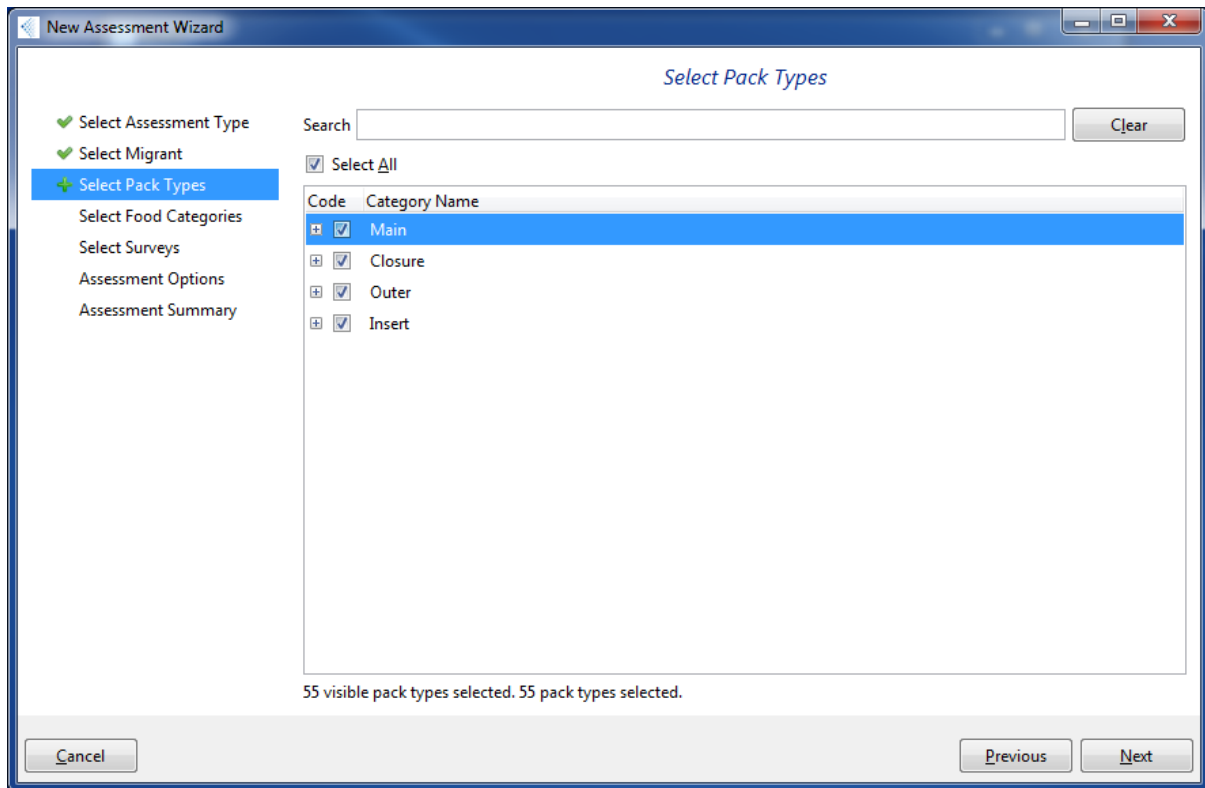 New Assessment Wizard
Select Pack Types
Select Assessment Type
Select Migrant
Select Pack Types
Select Food Categories
Select Surveys
Assessment Options
Assessment Summary
Search
Clear
Select All
Code Category Name
Main
Closure
Outer
Insert
55 visible pack types selected. 55 pack types selected.
Cancel
Previous
Next